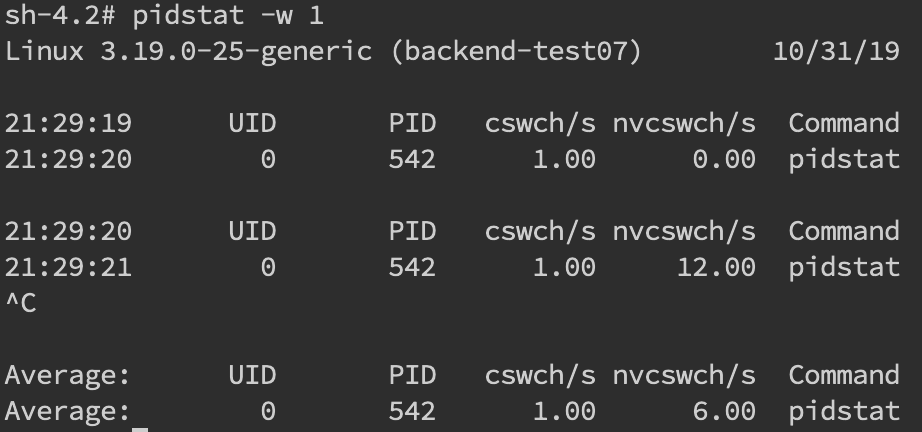 sh-4.2# pidstat -w 1
Linux 3.19.0-25-generic (backend-test07) 10/31/19
21:29:19 UID PID cswch/s nvcswch/s Command
21:29:20 0 542 1.00 0.00 pidstat
21:29:20 UID PID cswch/s nvcswch/s Command
21:29:21 0 542 1.00 12.00 pidstat
^C
Average: UID PID cswch/s nvcswch/s Command
Average: 0 542 1.00 6.00 pidstat